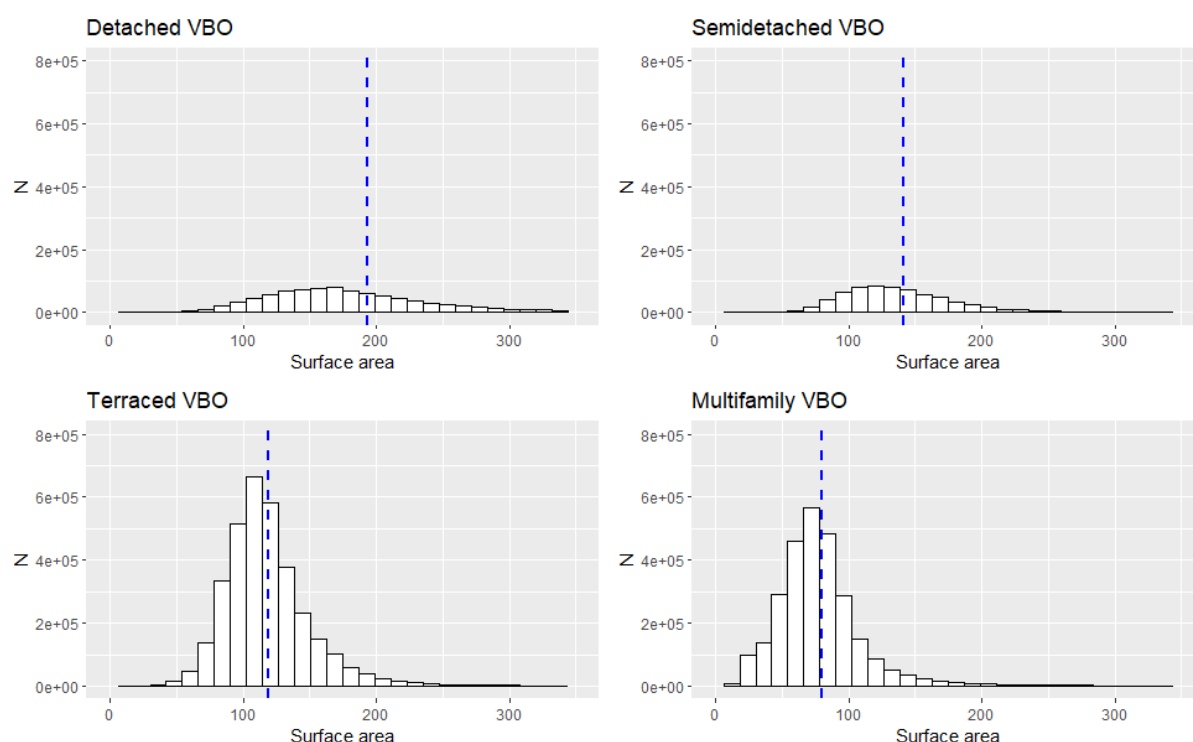 Detached VBO
8e+05
6e+05
4e+05
2e+05
0e+00
N
0 100 200 300
Surface area
Semidetached VBO
8e+05
6e+05
4e+05
2e+05
0e+00
N
0 100 200 300
Surface area
Terraced VBO
8e+05
6e+05
4e+05
2e+05
0e+00
N
0 100 200 300
Surface area
Multifamily VBO
8e+05
6e+05
4e+05
2e+05
0e+00
N
0 100 200 300
Surface area